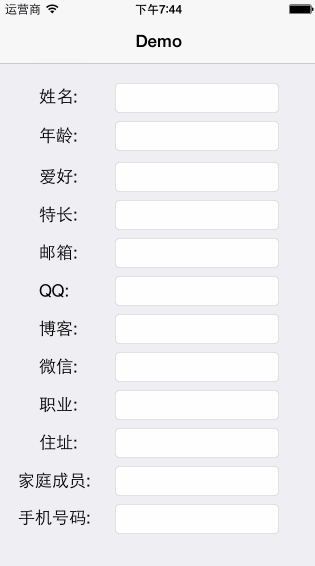 运营商 下午7:44
Demo
姓名:
年龄:
爱好:
特长:
邮箱:
QQ:
博客:
微信:
职业:
住址:
家庭成员:
手机号码: